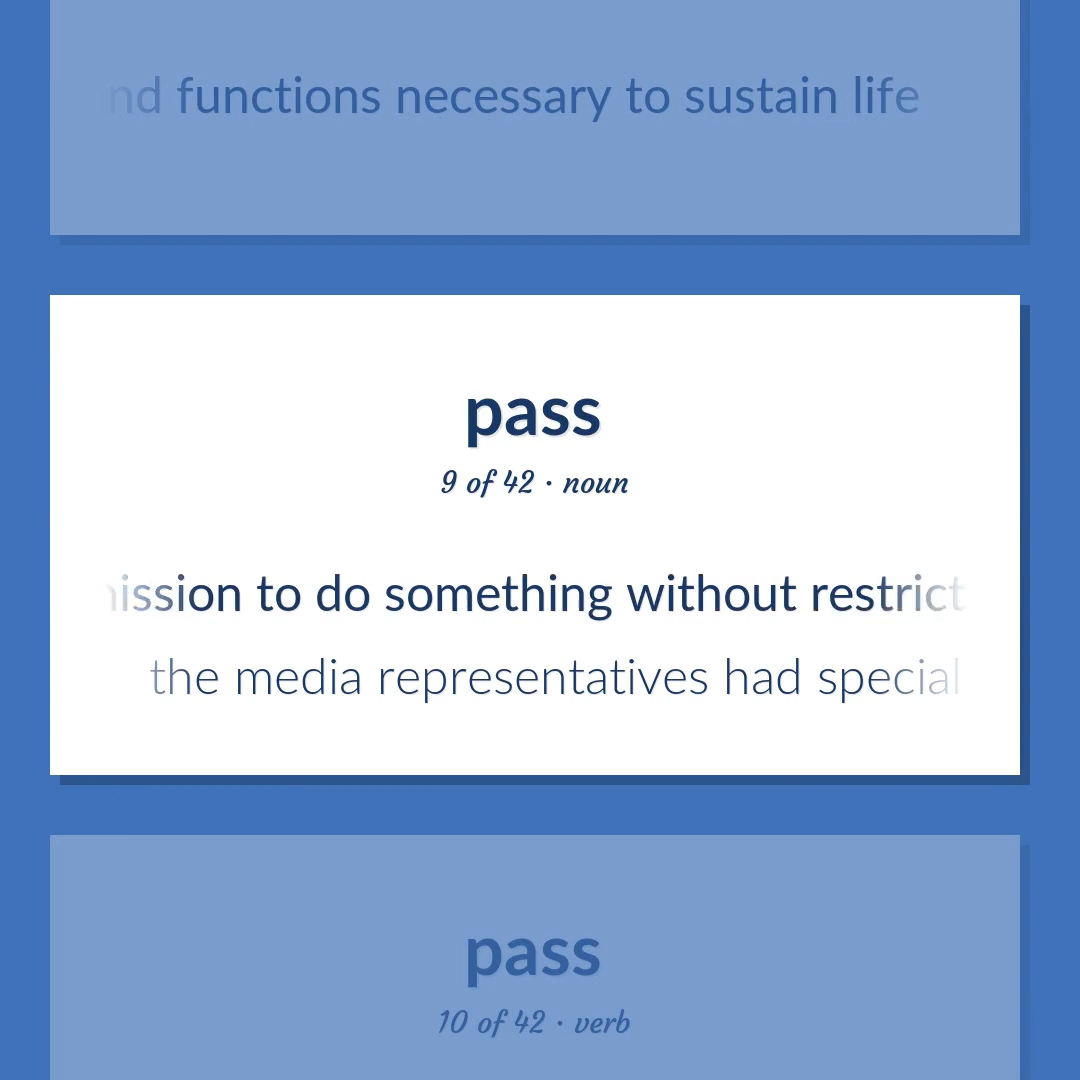 nd functions necessary to sustain life
pass
9 of 42 · noun
ission to do something without restrict
the media representatives had special
pass
10 of 42 · verb